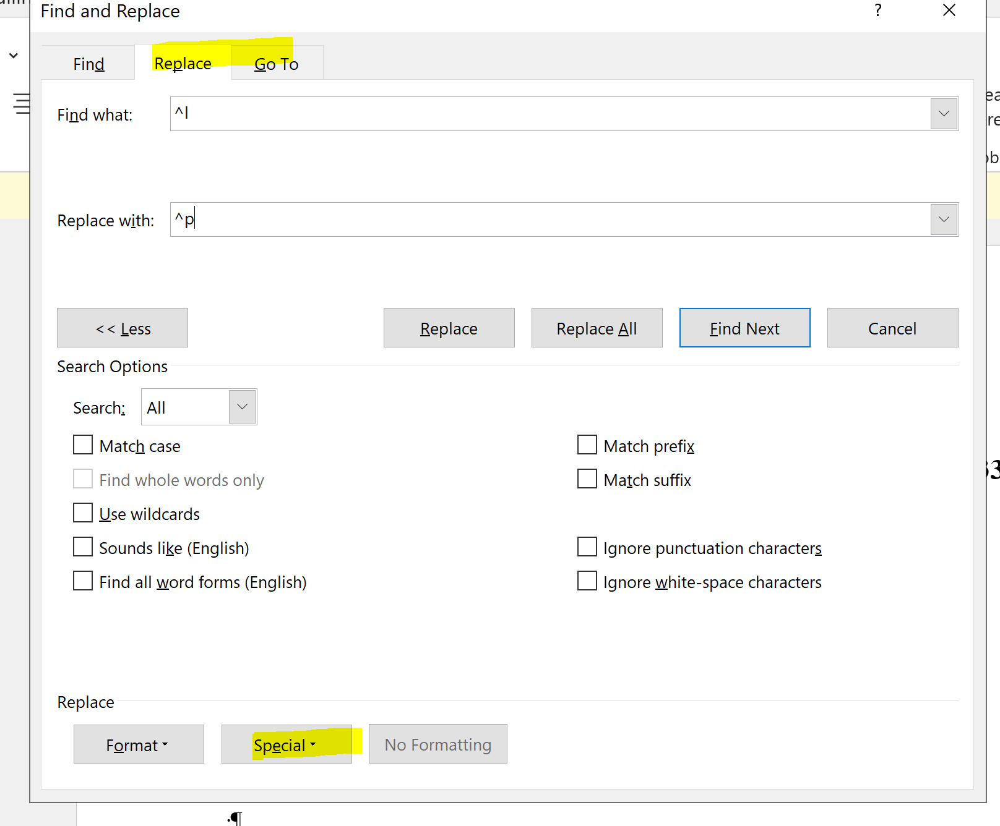 Find and Replace ?
Find Replace Go To
Find what: ^l
Replace with: ^p
<< Less Replace Replace All Find Next Cancel
Search Options
Search: All
Match case Match prefix
Find whole words only Match suffix
Use wildcards
Sounds like (English) Ignore punctuation characters
Find all word forms (English) Ignore white-space characters
Replace
Format Special No Formatting
·¶